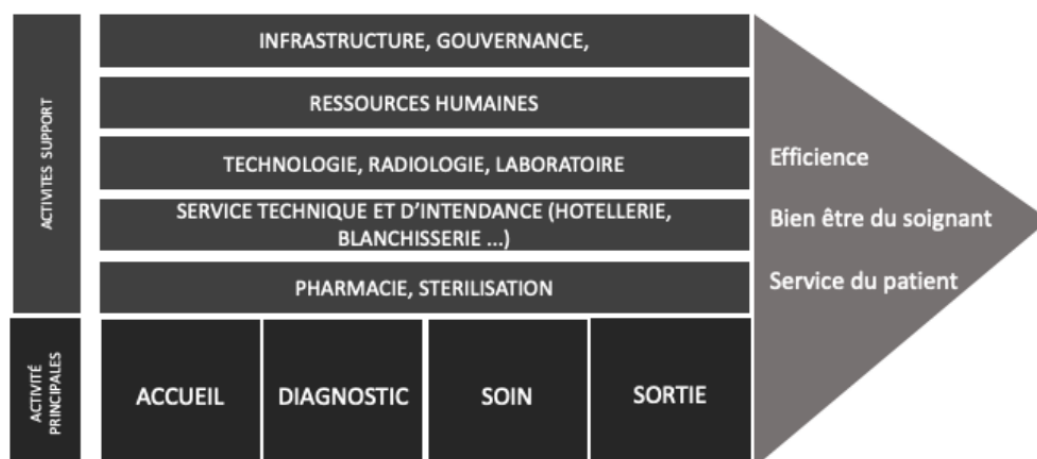 ACTIVITES SUPPORT
INFRASTRUCTURE, GOUVERNANCE,
RESSOURCES HUMAINES
TECHNOLOGIE, RADIOLOGIE, LABORATOIRE
SERVICE TECHNIQUE ET D'INTENDANCE (HOTELLERIE,
BLANCHISSERIE ...)
PHARMACIE, STERILISATION
Efficience
Bien être du soignant
Service du patient
ACTIVITÉ
PRINCIPALES
ACCUEIL
DIAGNOSTIC
SOIN
SORTIE